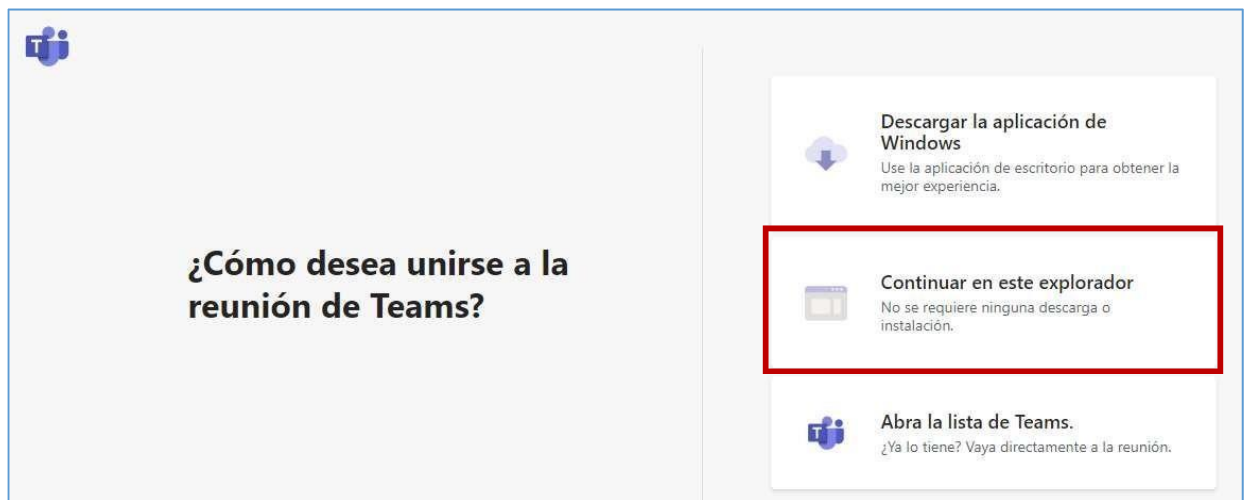 ¿Cómo desea unirse a la
reunión de Teams?
Descargar la aplicación de
Windows
Use la aplicación de escritorio para obtener la
mejor experiencia.
Continuar en este explorador
No se requiere ninguna descarga o
instalación.
Abra la lista de Teams.
¿Ya lo tiene? Vaya directamente a la reunión.